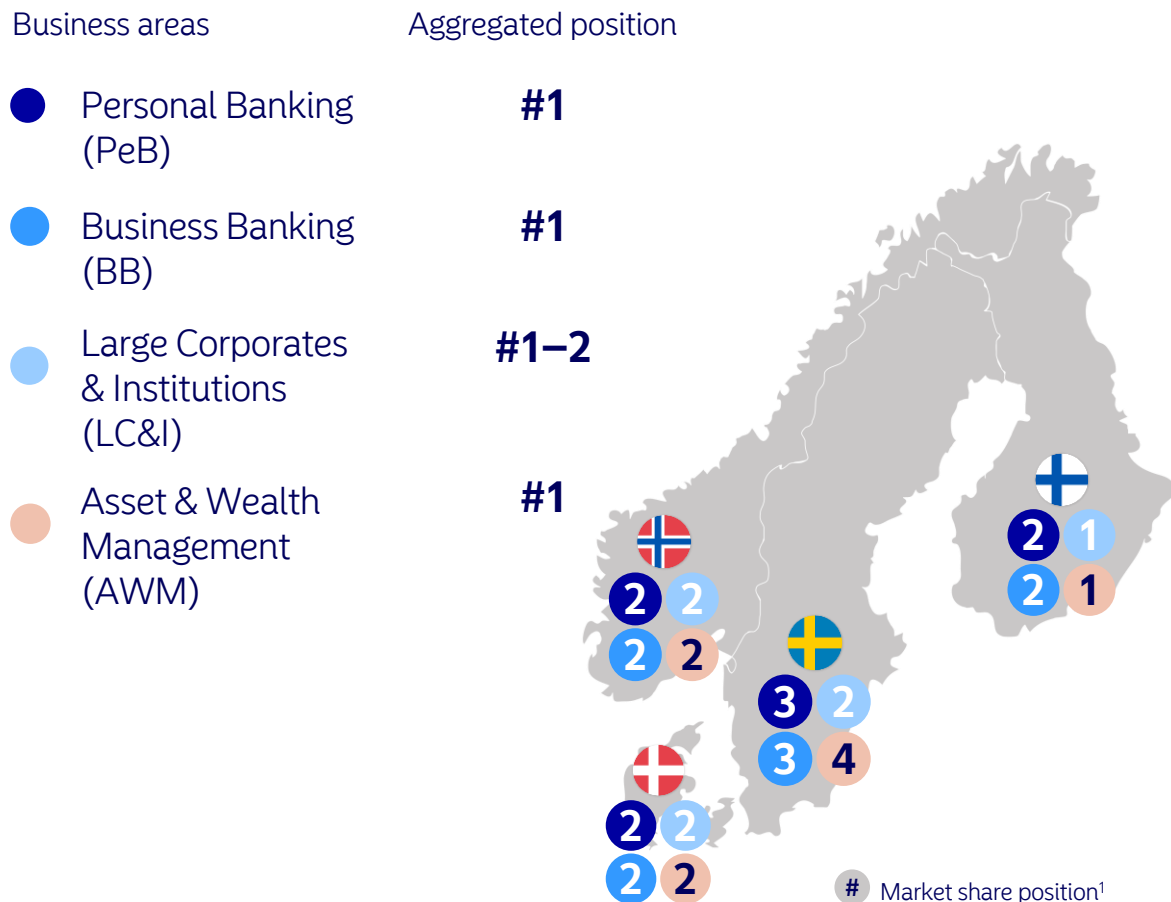 Business areas
Aggregated position
Personal Banking
(PeB)
#1
Business Banking
(BB)
#1
Large Corporates
& Institutions
(LC&I)
#1–2
Asset & Wealth
Management
(AWM)
#1
2 1
2 1
2 2
2 2
3 2
3 4
2 2
2 2
# Market share position¹